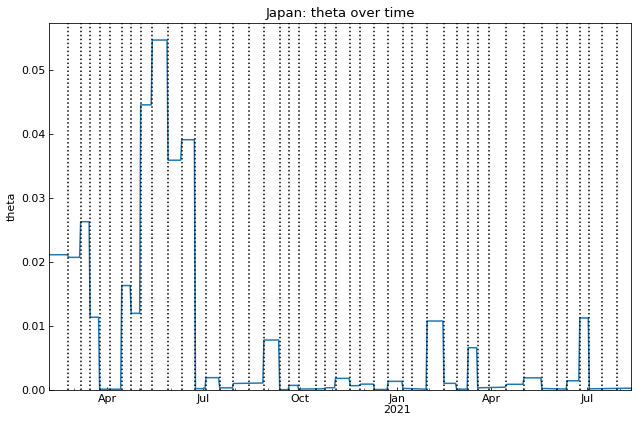 Japan: theta over time
theta
0.05
0.04
0.03
0.02
0.01
0.00
Apr
Jul
Oct
Jan
2021
Apr
Jul